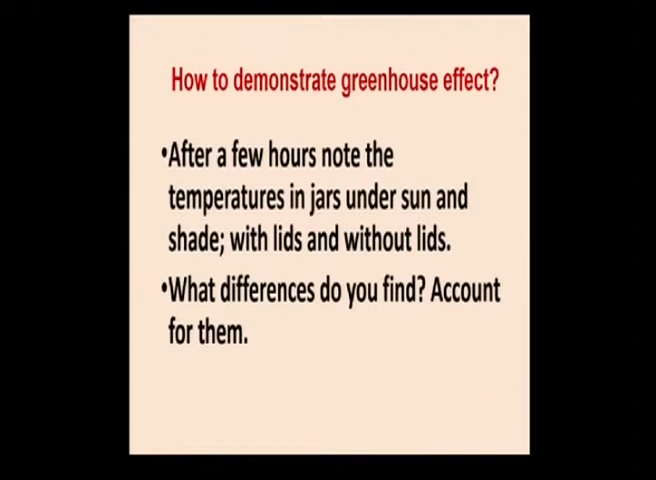 How to demonstrate greenhouse effect?
•After a few hours note the
temperatures in jars under sun and
shade; with lids and without lids.
•What differences do you find? Account
for them.